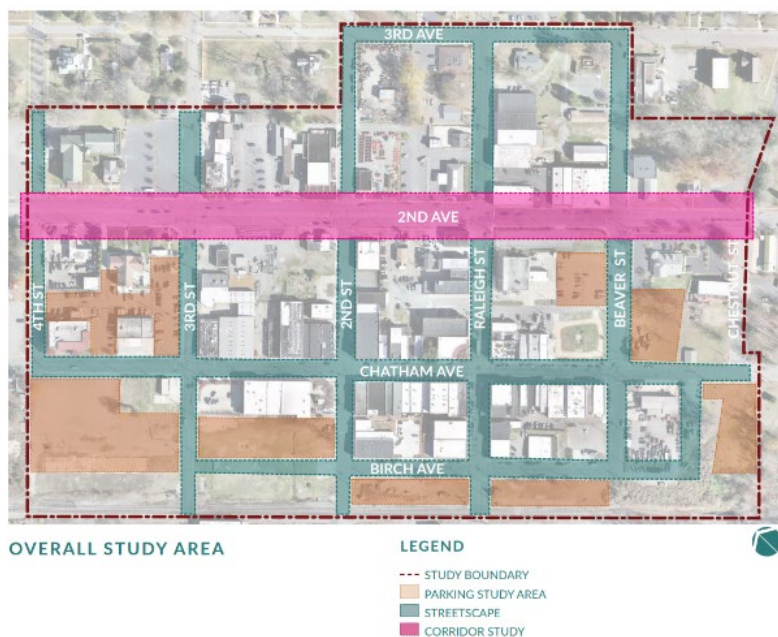 3RD AVE
2ND AVE
4TH ST
3RD ST
2ND ST
RALEIGH ST
BEAVER ST
CHESTNUT ST
CHATHAM AVE
BIRCH AVE
OVERALL STUDY AREA
LEGEND
STUDY BOUNDARY
PARKING STUDY AREA
STREETSCAPE
CORRIDOR STUDY